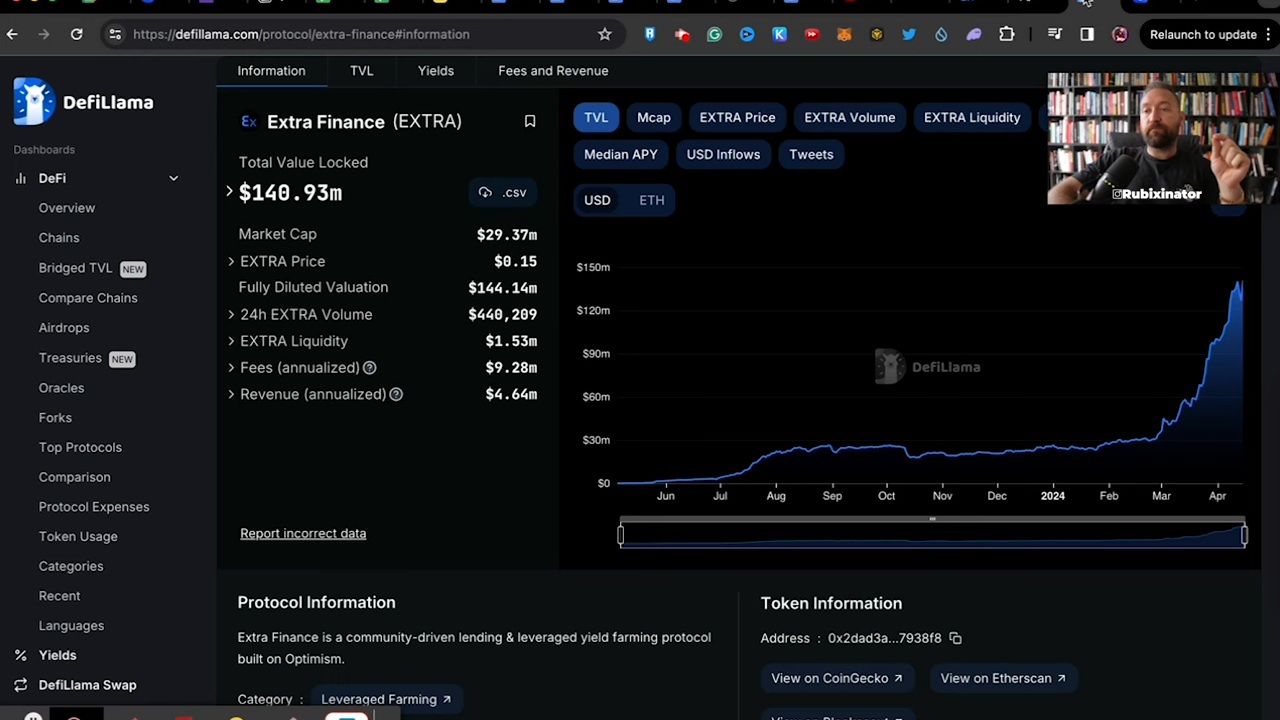 https://defillama.com/protocol/extra-finance#information
Relaunch to update
DefiLlama
Dashboards
DeFi
Overview
Chains
Bridged TVL NEW
Compare Chains
Airdrops
Treasuries NEW
Oracles
Forks
Top Protocols
Comparison
Protocol Expenses
Token Usage
Categories
Recent
Languages
Yields
DefiLlama Swap
Information TVL Yields Fees and Revenue
Ex Extra Finance (EXTRA)
Total Value Locked
$140.93m .csv
Market Cap $29.37m
EXTRA Price $0.15
Fully Diluted Valuation $144.14m
24h EXTRA Volume $440,209
EXTRA Liquidity $1.53m
Fees (annualized) $9.28m
Revenue (annualized) $4.64m
Report incorrect data
TVL Mcap EXTRA Price EXTRA Volume EXTRA Liquidity
Median APY USD Inflows Tweets
USD ETH
Rubixinator
$150m
$120m
$90m
$60m
$30m
$0
DefiLlama
Jun Jul Aug Sep Oct Nov Dec 2024 Feb Mar Apr
Protocol Information
Extra Finance is a community-driven lending & leveraged yield farming protocol
built on Optimism.
Category : Leveraged Farming
Token Information
Address : 0x2dad3a...7938f8
View on CoinGecko View on Etherscan